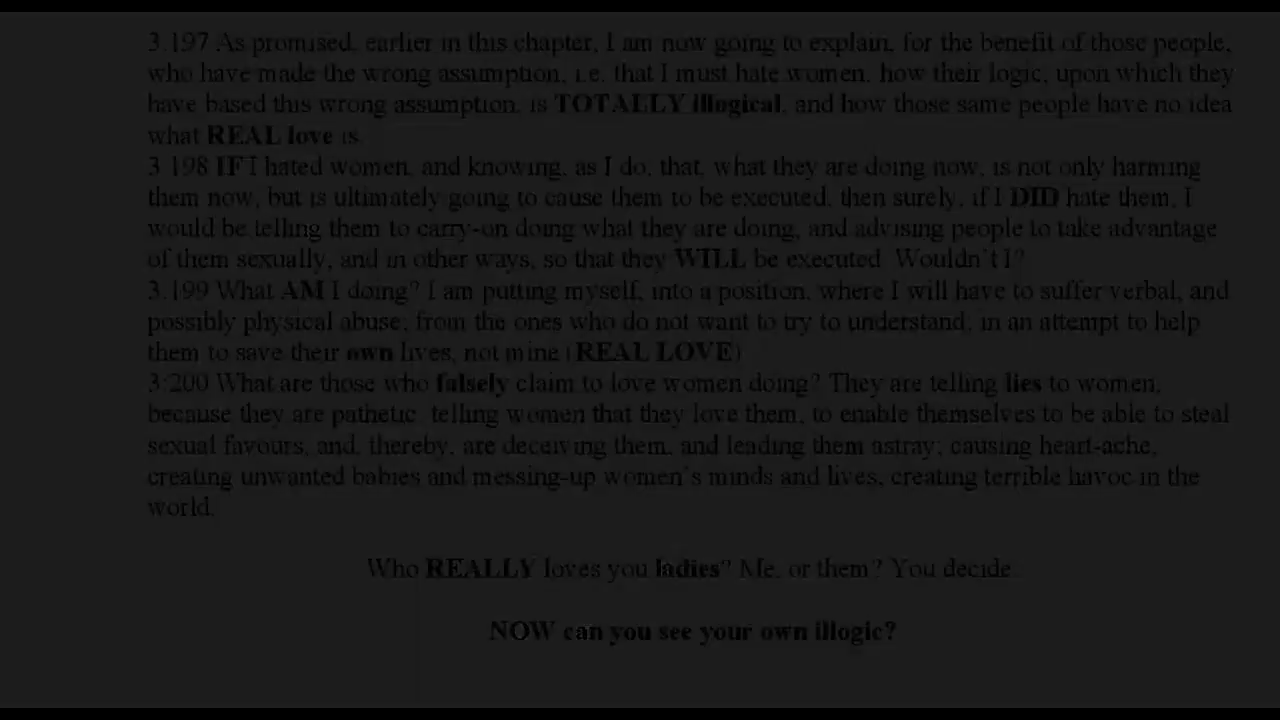 3.197 As promised, earlier in this chapter, I am now going to explain, for the benefit of those people,
who have made the wrong assumption, i.e. that I must hate women, how their logic, upon which they
have based this wrong assumption, is TOTALLY illogical, and how those same people have no idea
what REAL love is.
3.198 IF I hated women, and knowing, as I do, that, what they are doing now, is not only harming
them now, but is ultimately going to cause them to be executed, then surely, if I DID hate them, I
would be telling them to carry-on doing what they are doing, and advising people to take advantage
of them sexually, and in other ways, so that they WILL be executed. Wouldn't I?
3.199 What AM I doing? I am putting myself, into a position, where I will have to suffer verbal, and
possibly physical abuse, from the ones who do not want to try to understand, in an attempt to help
them to save their own lives, not mine (REAL LOVE)
3:200 What are those who falsely claim to love women doing? They are telling lies to women,
because they are pathetic, telling women that they love them, to enable themselves to be able to steal
sexual favours, and, thereby, are deceiving them, and leading them astray; causing heart-ache,
creating unwanted babies and messing-up women's minds and lives, creating terrible havoc in the
world.
Who REALLY loves you ladies? Me, or them? You decide.
NOW can you see your own illogic?